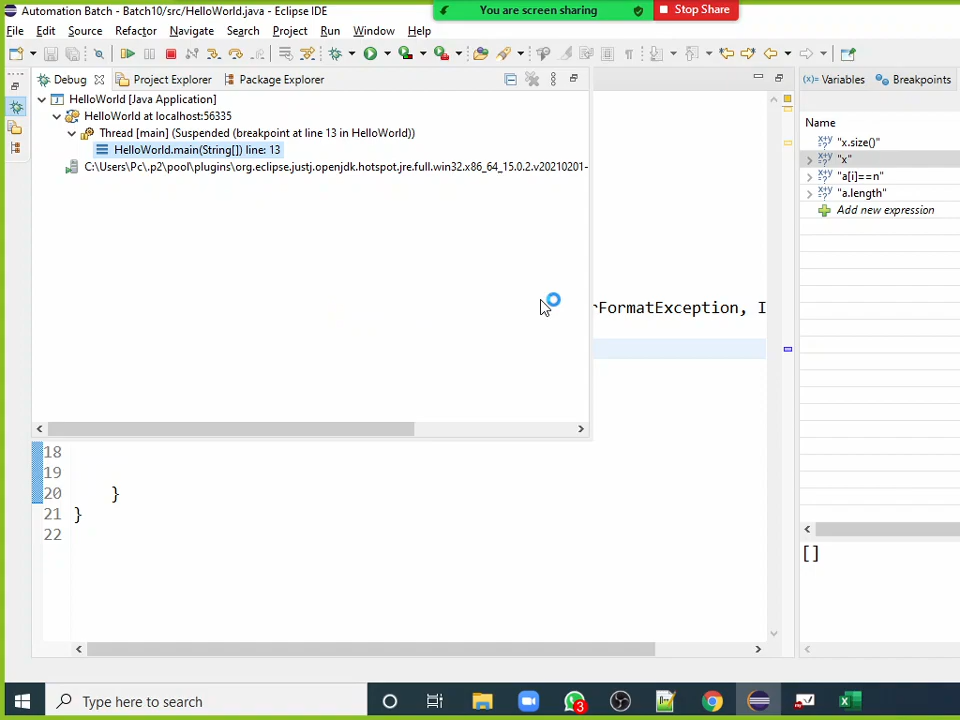 Automation Batch - Batch10/src/HelloWorld.java - Eclipse IDE
You are screen sharing
Stop Share
File Edit Source Refactor Navigate Search Project Run Window Help
Debug
Project Explorer
Package Explorer
(x)= Variables
Breakpoints
HelloWorld [Java Application]
HelloWorld at localhost:56335
Thread [main] (Suspended (breakpoint at line 13 in HelloWorld))
HelloWorld.main(String[]) line: 13
C:\Users\Pc\.p2\pool\plugins\org.eclipse.justj.openjdk.hotspot.jre.full.win32.x86_64_15.0.2.v20210201-
Name
x+y=? "x.size()"
x+y=? "x"
x+y=? "a[i]==n"
x+y=? "a.length"
Add new expression
rFormatException, I
18
19
20 }
21 }
22
[]
Type here to search
3